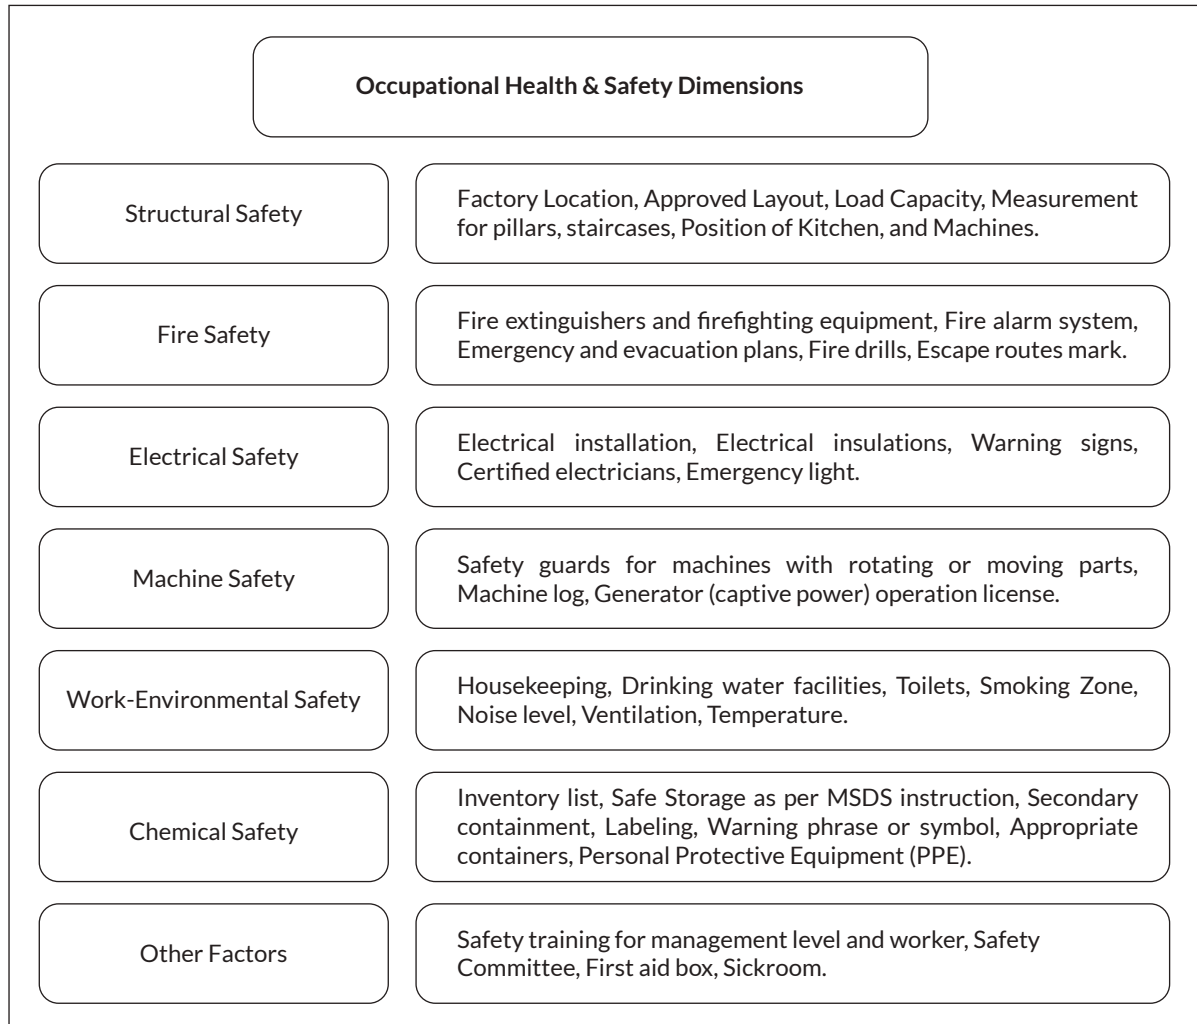 Occupational Health & Safety Dimensions
Structural Safety
Factory Location, Approved Layout, Load Capacity, Measurement
for pillars, staircases, Position of Kitchen, and Machines.
Fire Safety
Fire extinguishers and firefighting equipment, Fire alarm system,
Emergency and evacuation plans, Fire drills, Escape routes mark.
Electrical Safety
Electrical installation, Electrical insulations, Warning signs,
Certified electricians, Emergency light.
Machine Safety
Safety guards for machines with rotating or moving parts,
Machine log, Generator (captive power) operation license.
Work-Environmental Safety
Housekeeping, Drinking water facilities, Toilets, Smoking Zone,
Noise level, Ventilation, Temperature.
Chemical Safety
Inventory list, Safe Storage as per MSDS instruction, Secondary
containment, Labeling, Warning phrase or symbol, Appropriate
containers, Personal Protective Equipment (PPE).
Other Factors
Safety training for management level and worker, Safety
Committee, First aid box, Sickroom.